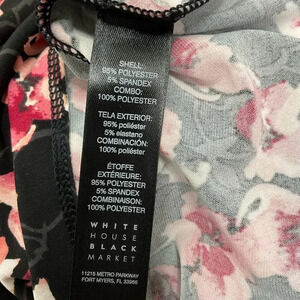 SHELL
95% POLYESTER
5% SPANDEX
COMBO:
100% POLYESTER
TELA EXTERIOR:
95% poliéster
5% elastano
COMBINACIÓN:
100% poliéster
ÉTOFFE
EXTÉRIEURE:
95% POLYESTER
5% SPANDEX
COMBINAISON:
100% POLYESTER
WHITE
HOUSE
BLACK
MARKET
11215 METRO PARKWAY
FORT MYERS, FL 33966